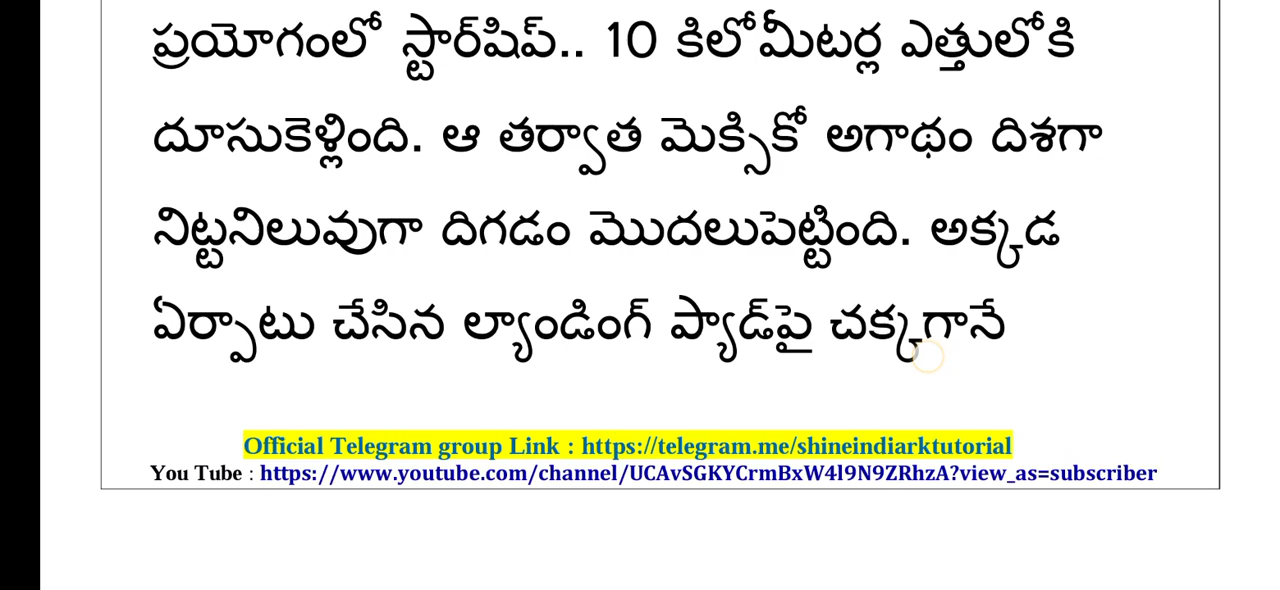 ప్రయోగంలో స్టార్‌షిప్.. 10 కిలోమీటర్ల ఎత్తులోకి
దూసుకెళ్లింది. ఆ తర్వాత మెక్సికో అగాథం దిశగా
నిట్టనిలువుగా దిగడం మొదలుపెట్టింది. అక్కడ
ఏర్పాటు చేసిన ల్యాండింగ్ ప్యాడ్‌పై చక్కగానే
Official Telegram group Link : https://telegram.me/shineindiarktutorial
You Tube : https://www.youtube.com/channel/UCAvSGKYCrmBxW4l9N9ZRhzA?view_as=subscriber